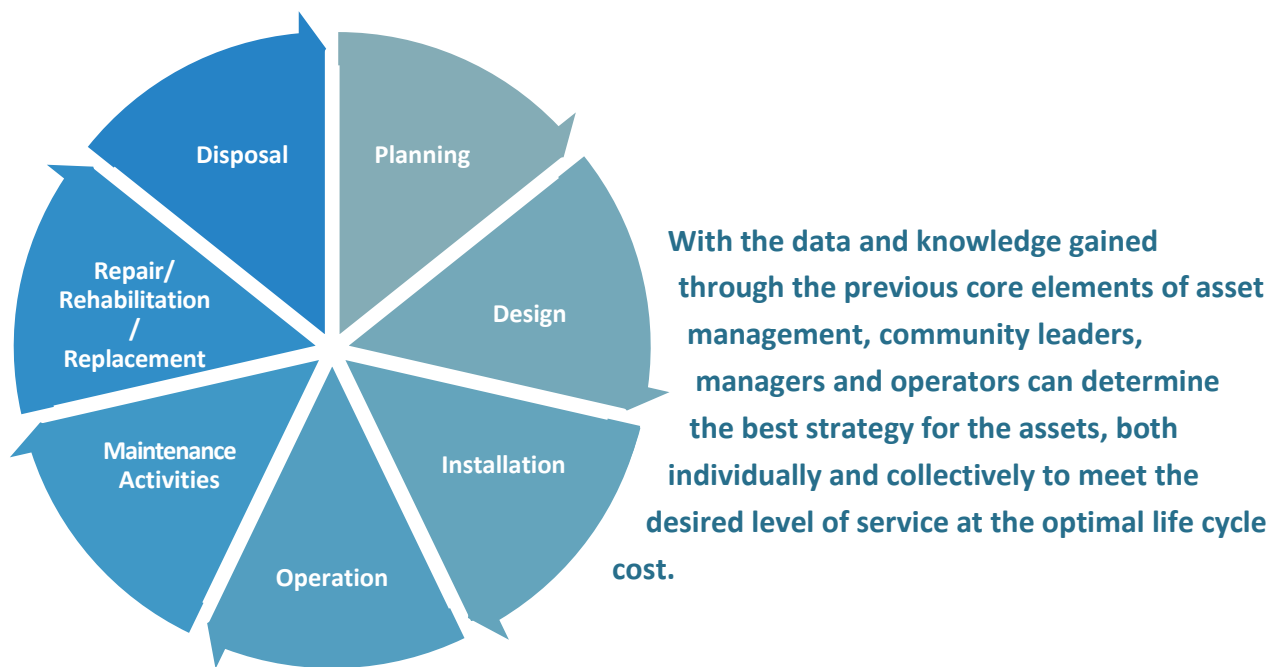 Disposal
Planning
Design
Installation
Operation
Maintenance
Activities
Repair/
Rehabilitation
/
Replacement
With the data and knowledge gained
through the previous core elements of asset
management, community leaders,
managers and operators can determine
the best strategy for the assets, both
individually and collectively to meet the
desired level of service at the optimal life cycle
cost.